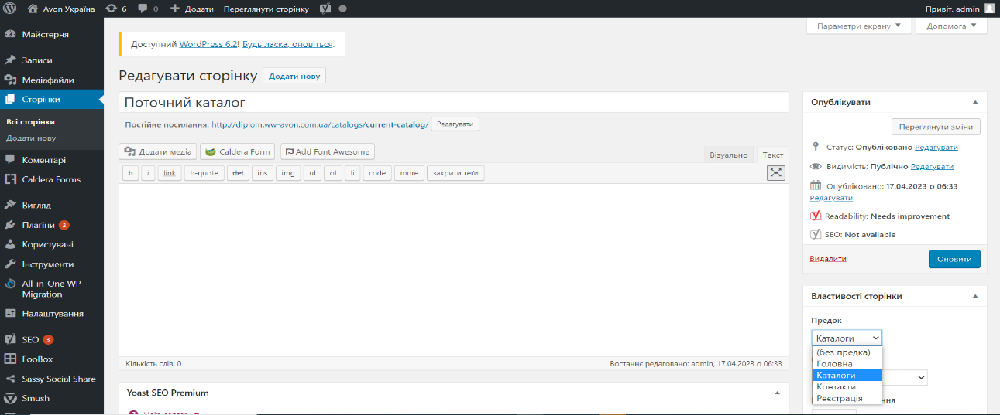 Avon Україна 6 0 Додати Переглянути сторінку Привіт, admin
Майстерня
Записи
Медіафайли
Сторінки
Всі сторінки
Додати нову
Коментарі
Caldera Forms
Вигляд
Плагіни 2
Користувачі
Інструменти
All-in-One WP
Migration
Налаштування
SEO 3
FooBox
Sassy Social Share
Smush
Параметри екрану
Допомога
Доступний WordPress 6.2! Будь ласка, оновіться.
Редагувати сторінку Додати нову
Поточний каталог
Постійне посилання: http://diplom.ww-avon.com.ua/catalogs/current-catalog/ Редагувати
Додати медіа Caldera Form Add Font Awesome
Візуально Текст
b i link b-quote del ins img ul ol li code more закрити теґи
Кількість слів: 0 Востаннє редаговано: admin, 17.04.2023 о 06:33
Yoast SEO Premium
Help center
Опублікувати
Переглянути зміни
Статус: Опубліковано Редагувати
Видимість: Публічно Редагувати
Опубліковано: 17.04.2023 о 06:33
Редагувати
Readability: Needs improvement
SEO: Not available
Видалити Оновити
Властивості сторінки
Предок
Каталоги
(без предка)
Головна
Каталоги
Контакти
Реєстрація